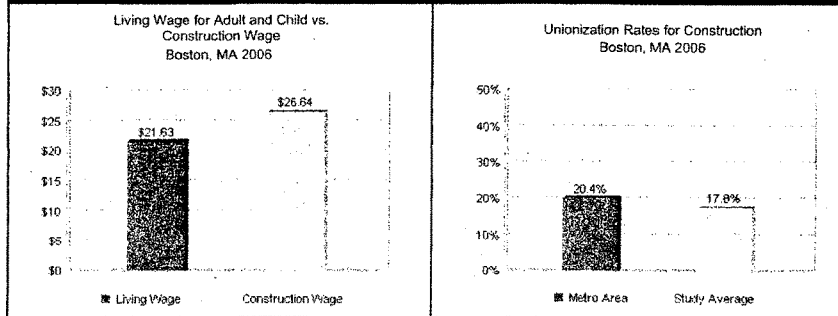 Living Wage for Adult and Child vs.
Construction Wage
Boston, MA 2006
$30
$25
$20
$15
$10
$5
$0
$21.63
$26.64
Living Wage
Construction Wage
Unionization Rates for Construction
Boston, MA 2006
50%
40%
30%
20%
10%
0%
20.4%
17.8%
Metro Area
Study Average